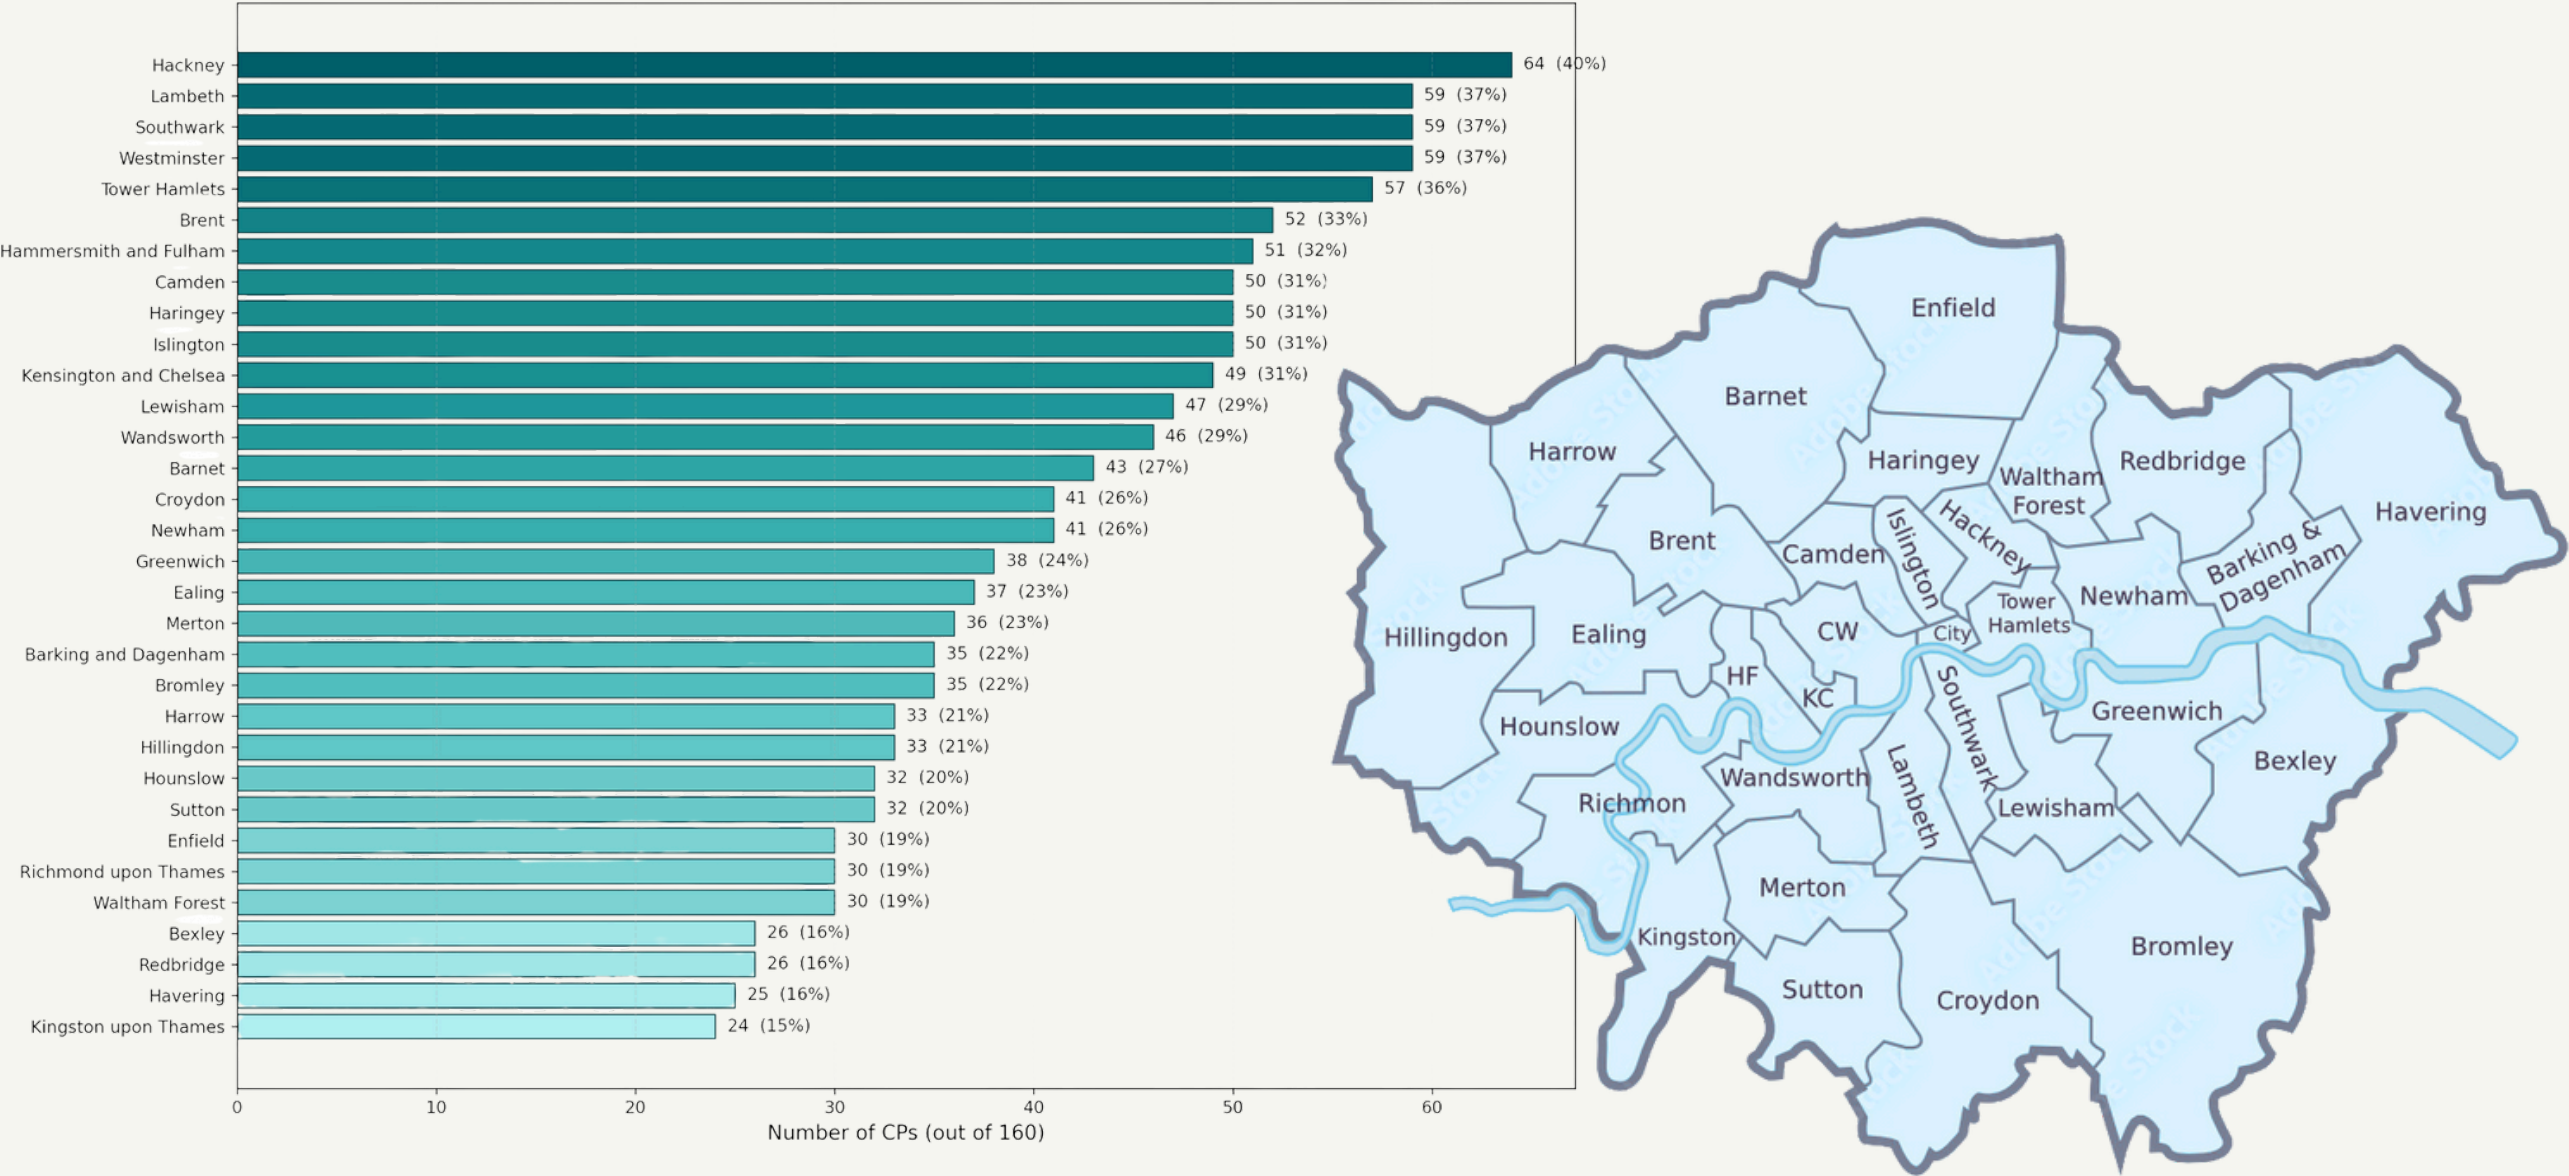 Hackney 64 (40%)
Lambeth 59 (37%)
Southwark 59 (37%)
Westminster 59 (37%)
Tower Hamlets 57 (36%)
Brent 52 (33%)
Hammersmith and Fulham 51 (32%)
Camden 50 (31%)
Haringey 50 (31%)
Islington 50 (31%)
Kensington and Chelsea 49 (31%)
Lewisham 47 (29%)
Wandsworth 46 (29%)
Barnet 43 (27%)
Croydon 41 (26%)
Newham 41 (26%)
Greenwich 38 (24%)
Ealing 37 (23%)
Merton 36 (23%)
Barking and Dagenham 35 (22%)
Bromley 35 (22%)
Harrow 33 (21%)
Hillingdon 33 (21%)
Hounslow 32 (20%)
Sutton 32 (20%)
Enfield 30 (19%)
Richmond upon Thames 30 (19%)
Waltham Forest 30 (19%)
Bexley 26 (16%)
Redbridge 26 (16%)
Havering 25 (16%)
Kingston upon Thames 24 (15%)
0 10 20 30 40 50 60
Number of CPs (out of 160)
Enfield
Barnet
Harrow
Haringey
Waltham
Forest
Redbridge
Havering
Brent
Camden
Islington
Hackney
Barking &
Dagenham
Newham
Tower
Hamlets
Hillingdon
Ealing
CW
City
HF
KC
Hounslow
Southwark
Greenwich
Bexley
Richmon
Wandsworth
Lambeth
Lewisham
Merton
Kingston
Sutton
Croydon
Bromley